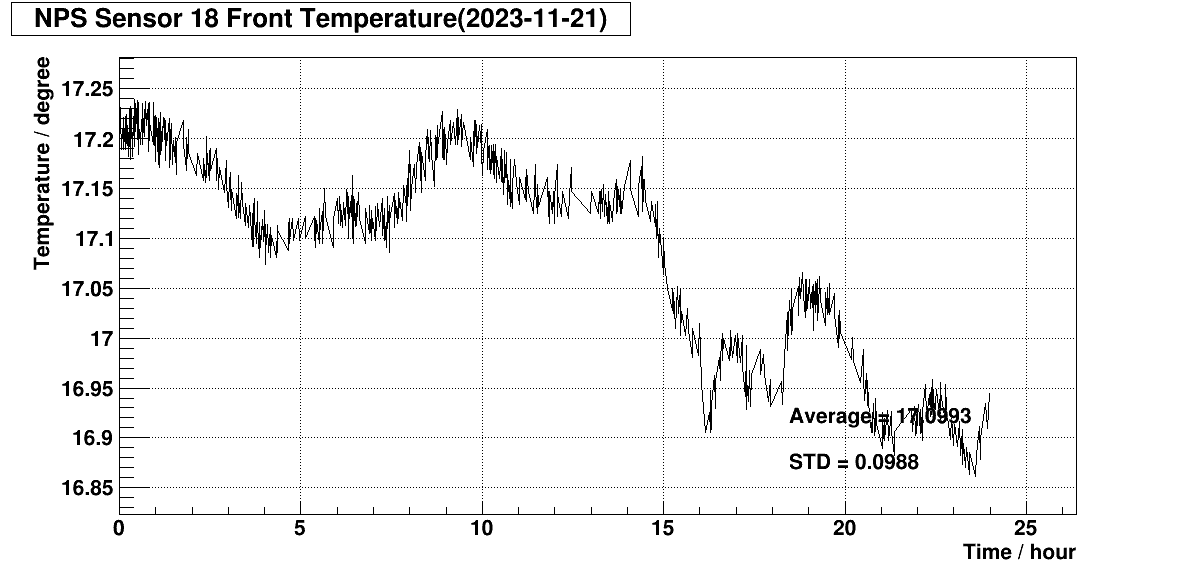 NPS Sensor 18 Front Temperature(2023-11-21)
Temperature / degree
17.25
17.2
17.15
17.1
17.05
17
16.95
16.9
16.85
Average = 17.0993
STD = 0.0988
0 5 10 15 20 25
Time / hour